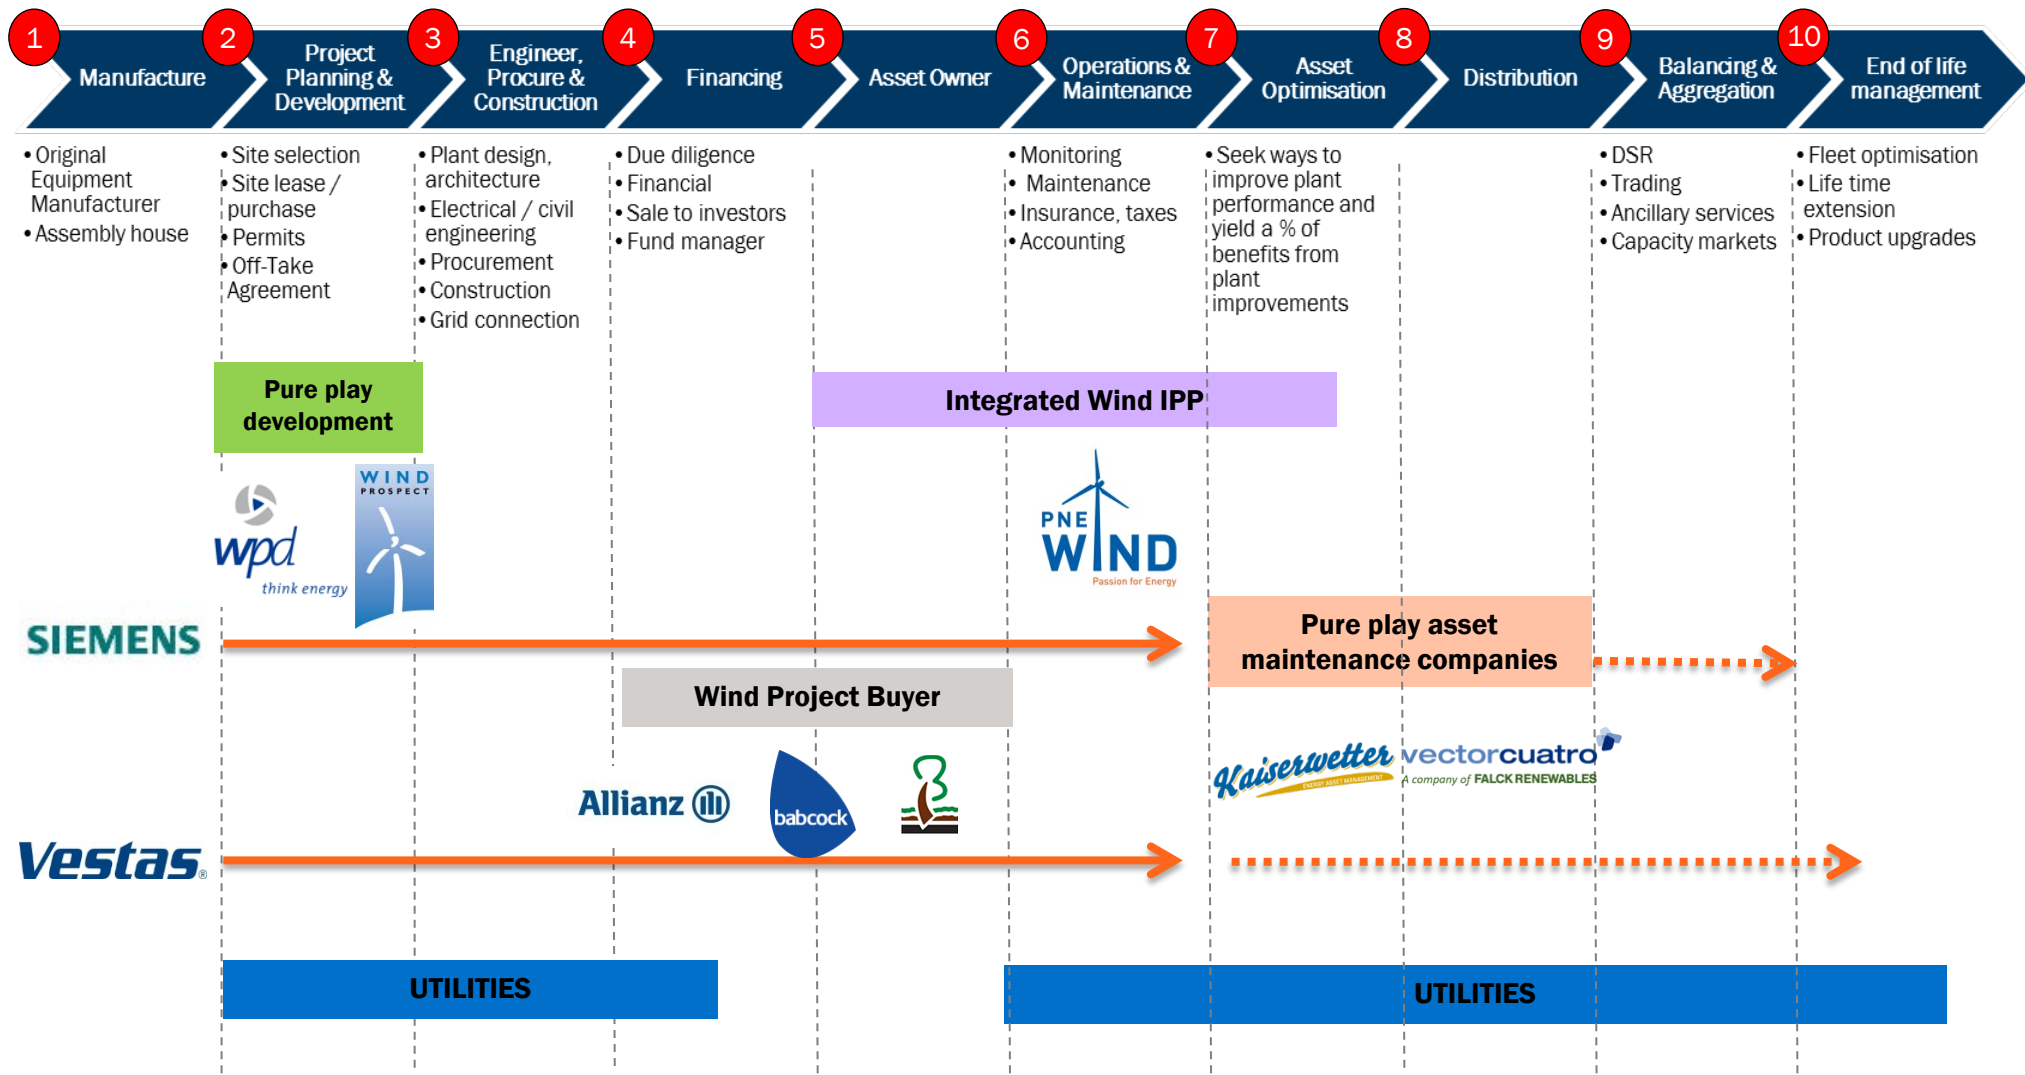 1
2
3
4
5
6
7
8
9
10
Manufacture
Project
Planning &
Development
Engineer,
Procure &
Construction
Financing
Asset Owner
Operations &
Maintenance
Asset
Optimisation
Distribution
Balancing &
Aggregation
End of life
management
• Original
Equipment
Manufacturer
• Assembly house
• Site selection
• Site lease /
purchase
• Permits
• Off-Take
Agreement
• Plant design,
architecture
• Electrical / civil
engineering
• Procurement
• Construction
• Grid connection
• Due diligence
• Financial
• Sale to investors
• Fund manager
• Monitoring
• Maintenance
• Insurance, taxes
• Accounting
• Seek ways to
improve plant
performance and
yield a % of
benefits from
plant
improvements
• DSR
• Trading
• Ancillary services
• Capacity markets
• Fleet optimisation
• Life time
extension
• Product upgrades
Pure play
development
Integrated Wind IPP
wpd
think energy
WIND
PROSPECT
PNE
WIND
Passion for Energy
SIEMENS
Pure play asset
maintenance companies
Wind Project Buyer
Allianz
babcock
Kaiserwetter
ENERGY ASSET MANAGEMENT
vectorcuatro
A company of FALCK RENEWABLES
Vestas®
UTILITIES
UTILITIES